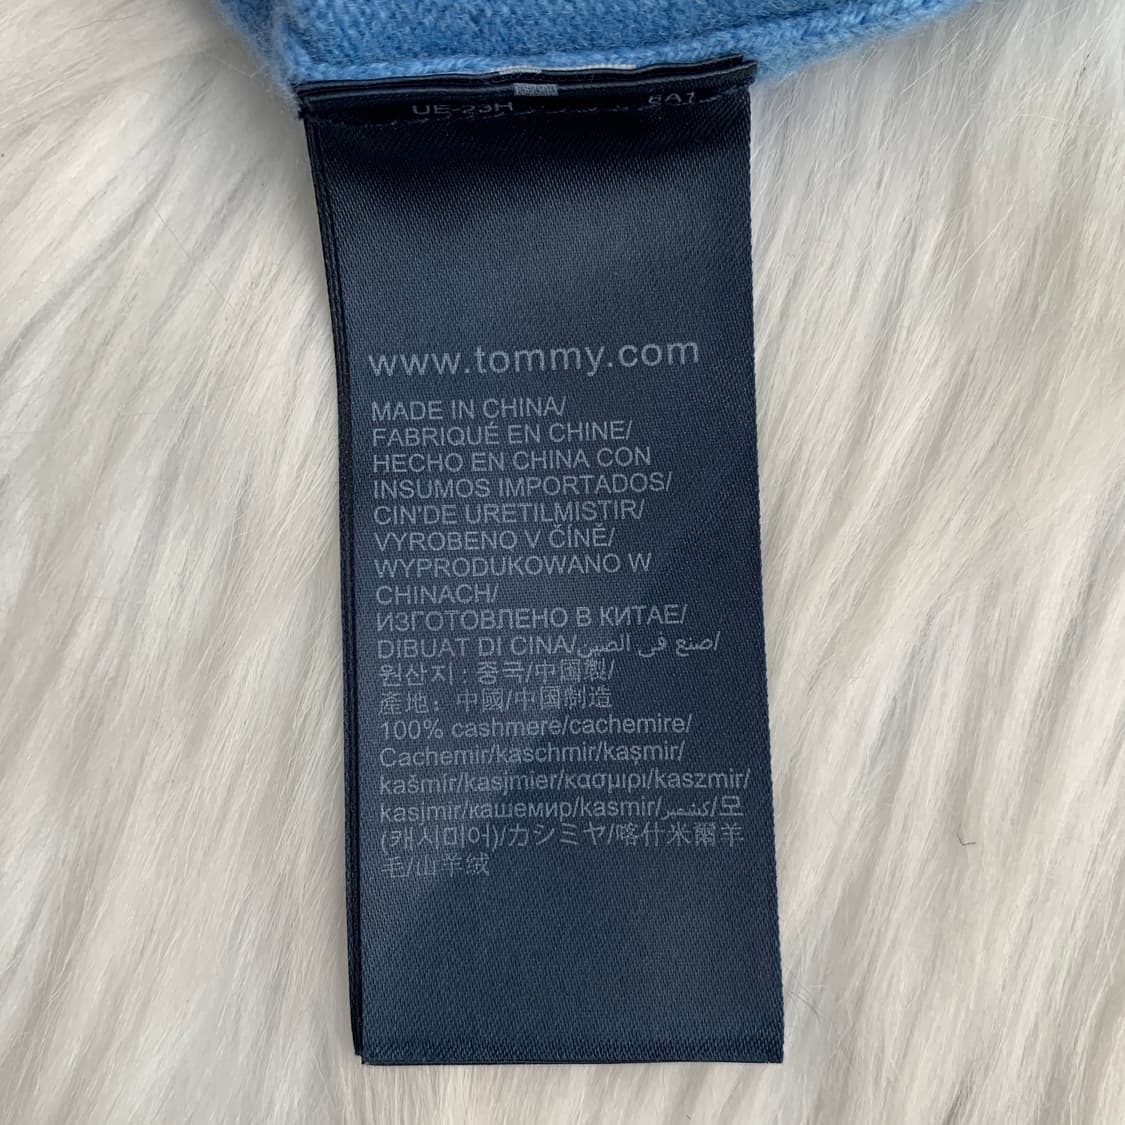 UE-23H
www.tommy.com
MADE IN CHINA/
FABRIQUÉ EN CHINE/
HECHO EN CHINA CON
INSUMOS IMPORTADOS/
CIN'DE URETILMISTIR/
VYROBENO V ČÍNĚ/
WYPRODUKOWANO W
CHINACH/
ИЗГОТОВЛЕНО В КИТАЕ/
DIBUAT DI CINA/صنع في الصين/
원산지 : 중국/中国製/
產地：中國/中国制造
100% cashmere/cachemire/
Cachemir/kaschmir/kaşmir/
kašmír/kasjmier/κασμιρι/kaszmir/
kasjmir/кашемир/kasmir/كشمير/모
(캐시미어)/カシミヤ/喀什米爾羊
毛/山羊绒